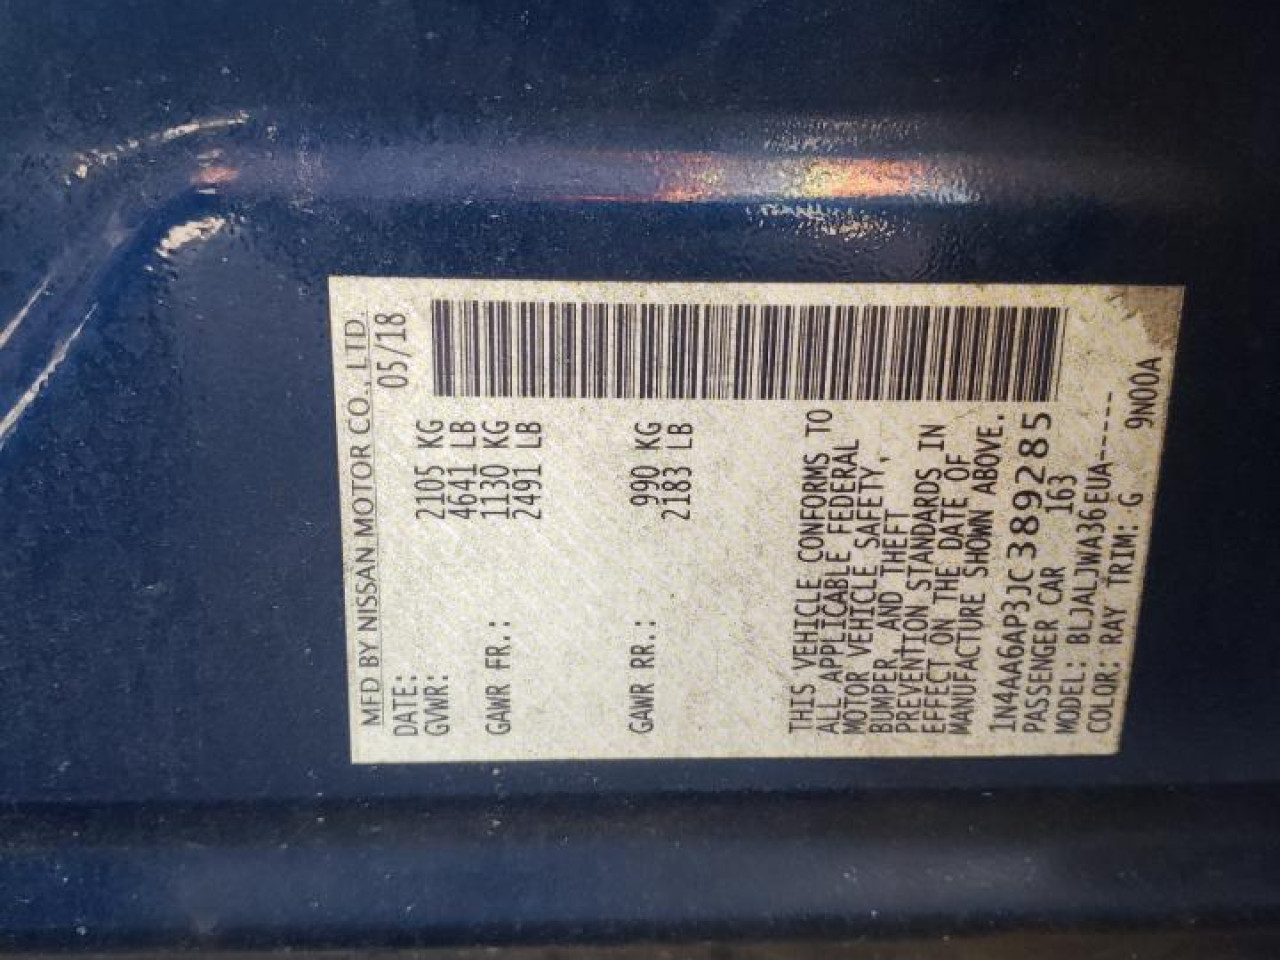 MFD BY NISSAN MOTOR CO., LTD.
DATE: 05/18
GVWR: 2105 KG
4641 LB
GAWR FR.: 1130 KG
2491 LB
GAWR RR.: 990 KG
2183 LB
THIS VEHICLE CONFORMS TO
ALL APPLICABLE FEDERAL
MOTOR VEHICLE SAFETY,
BUMPER, AND THEFT
PREVENTION STANDARDS IN
EFFECT ON THE DATE OF
MANUFACTURE SHOWN ABOVE.
1N4AA6AP3JC389285
PASSENGER CAR 163
MODEL: BLJALJWA36EUA-----
COLOR: RAY TRIM: G 9N00A